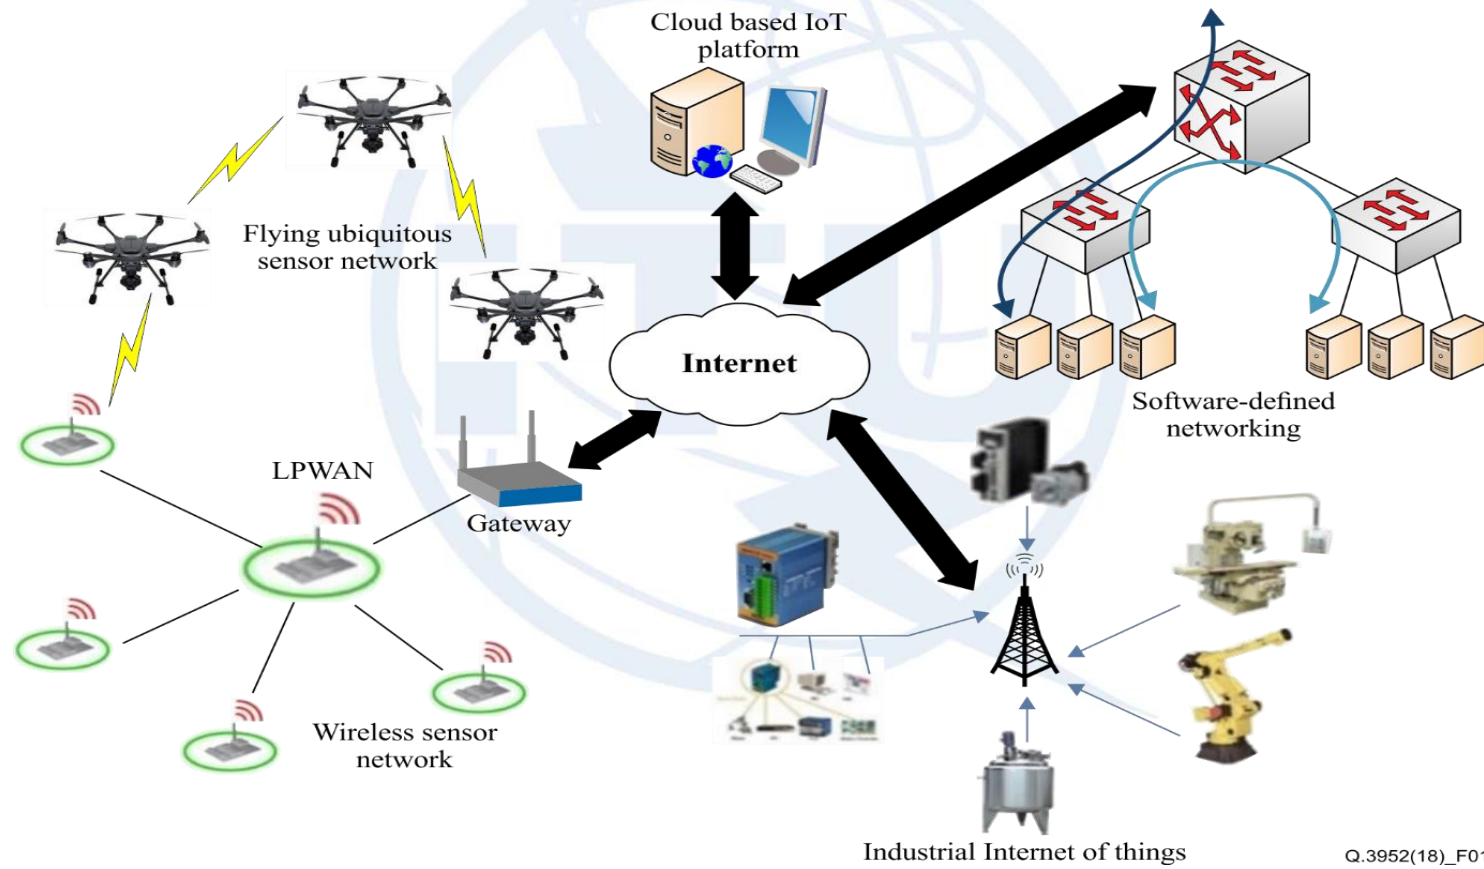 Cloud based IoT
platform
Flying ubiquitous
sensor network
Internet
Software-defined
networking
LPWAN
Gateway
Wireless sensor
network
Industrial Internet of things
Q.3952(18)_F01
ITU